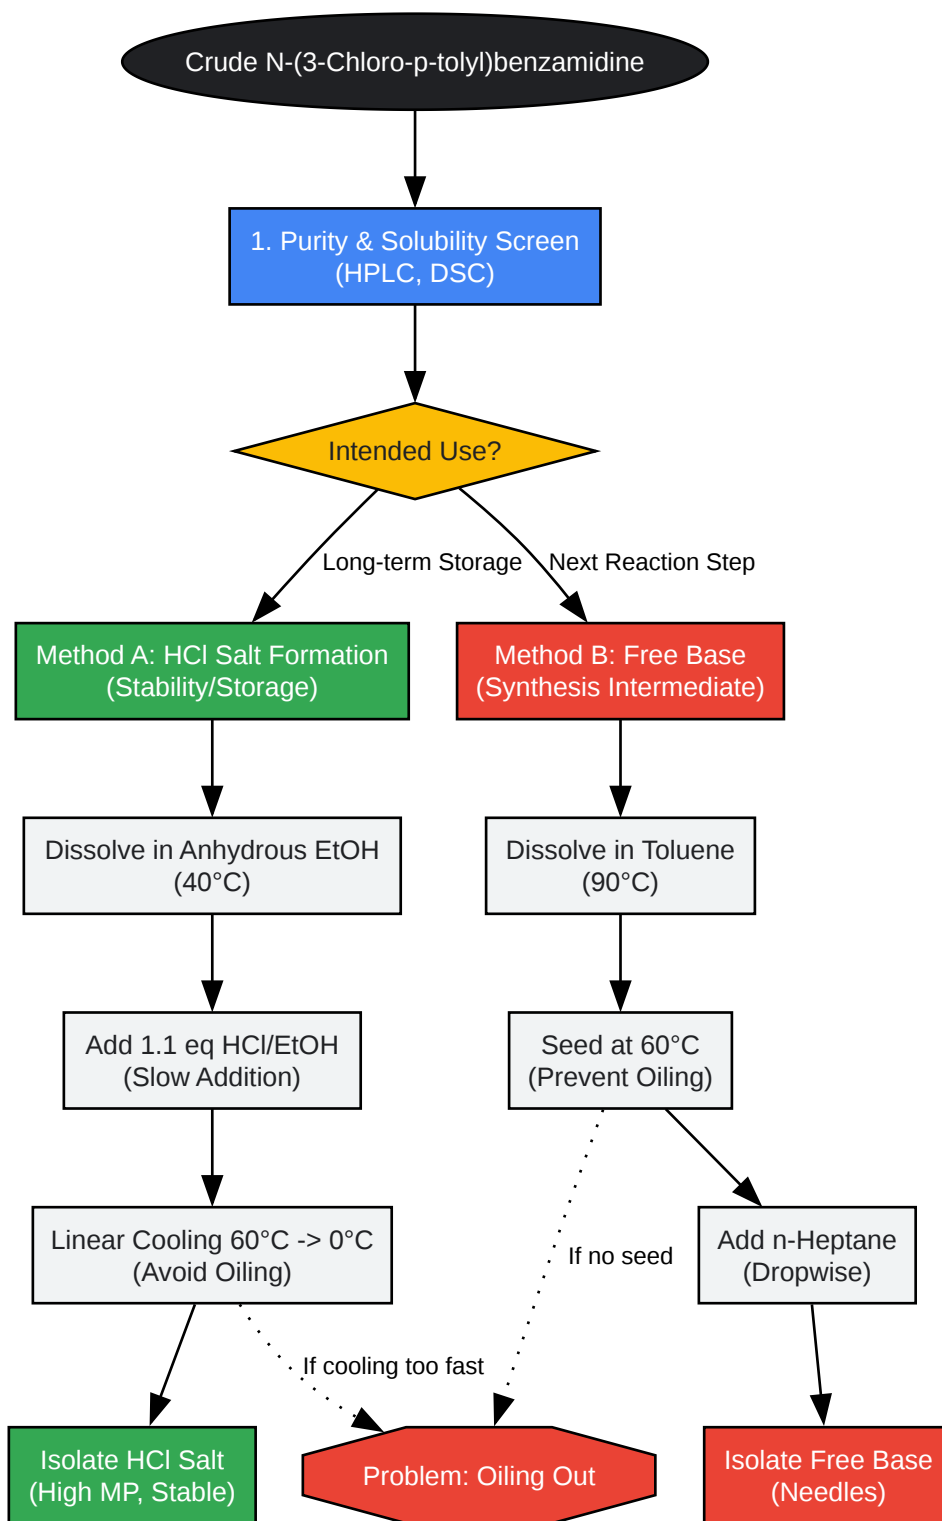 Crude N-(3-Chloro-p-tolyl)benzamidine
1. Purity & Solubility Screen
(HPLC, DSC)
Intended Use?
Long-term Storage
Next Reaction Step
Method A: HCl Salt Formation
(Stability/Storage)
Method B: Free Base
(Synthesis Intermediate)
Dissolve in Anhydrous EtOH
(40°C)
Dissolve in Toluene
(90°C)
Add 1.1 eq HCl/EtOH
(Slow Addition)
Seed at 60°C
(Prevent Oiling)
Linear Cooling 60°C -> 0°C
(Avoid Oiling)
If no seed
Add n-Heptane
(Dropwise)
If cooling too fast
Isolate HCl Salt
(High MP, Stable)
Problem: Oiling Out
Isolate Free Base
(Needles)